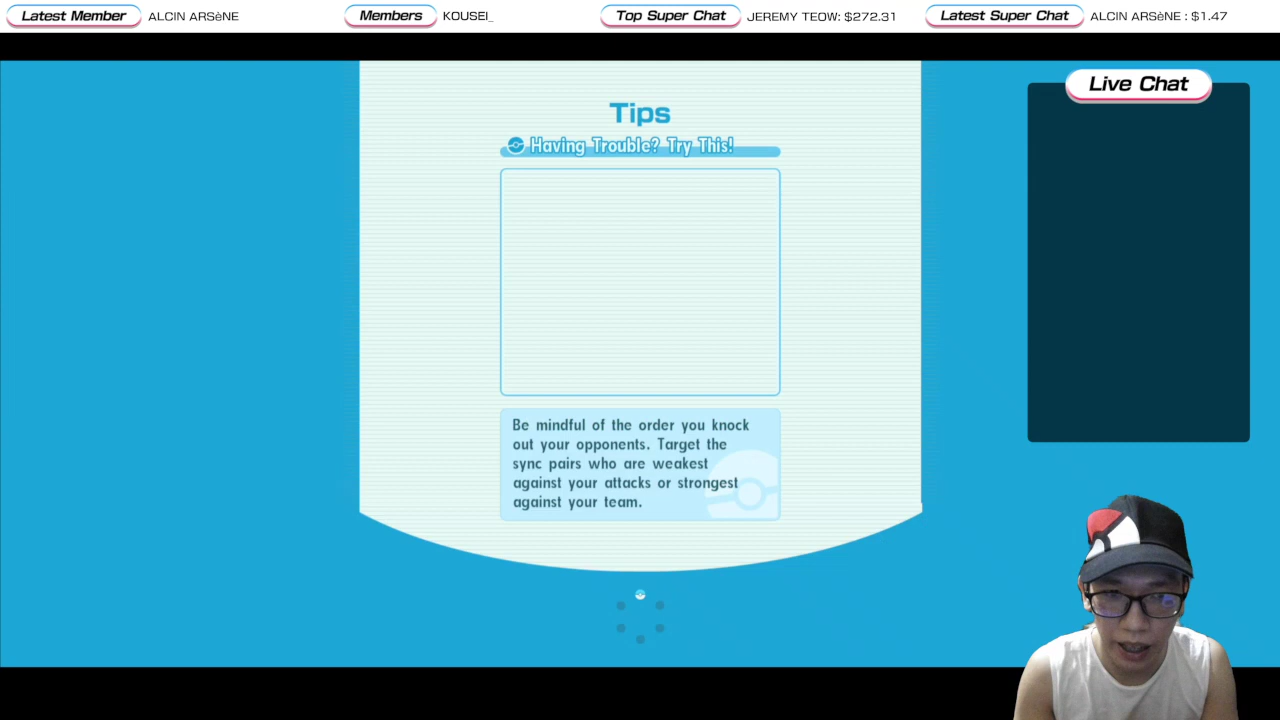 Latest Member ALCIN ARSèNE Members KOUSEI_ Top Super Chat JEREMY TEOW: $272.31 Latest Super Chat ALCIN ARSèNE : $1.47
Live Chat
Tips
Having Trouble? Try This!
Be mindful of the order you knock
out your opponents. Target the
sync pairs who are weakest
against your attacks or strongest
against your team.